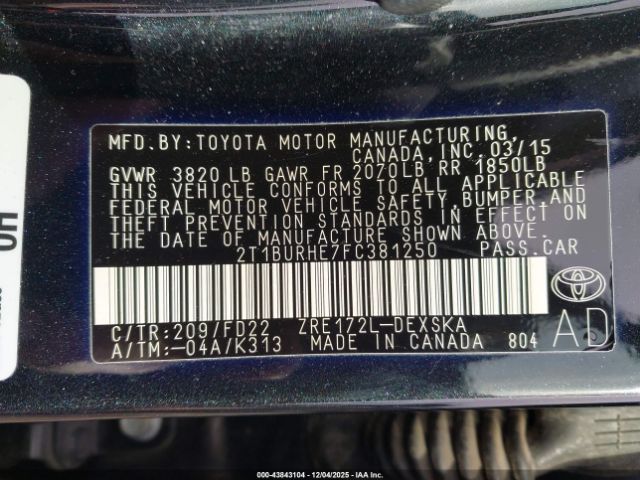 MFD.BY:TOYOTA MOTOR MANUFACTURING,
CANADA,INC. 03/15
GVWR 3820 LB GAWR FR 2070LB RR 1850LB
THIS VEHICLE CONFORMS TO ALL APPLICABLE
FEDERAL MOTOR VEHICLE SAFETY,BUMPER,AND
THEFT PREVENTION STANDARDS IN EFFECT ON
THE DATE OF MANUFACTURE SHOWN ABOVE.
2T1BURHE7FC381250 PASS.CAR
C/TR:209/FD22 ZRE172L-DEXSKA
A/TM:-04A/K313 MADE IN CANADA 804
AD
000-43843104 - 12/04/2025 - IAA Inc.